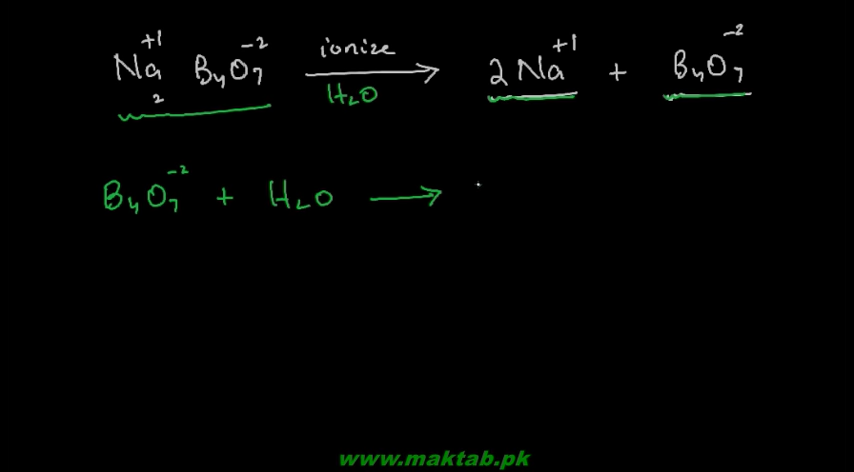 Na₂⁺¹ B₄O₇⁻² ionize H₂O → 2Na⁺¹ + B₄O₇⁻²
B₄O₇⁻² + H₂O →
www.maktab.pk